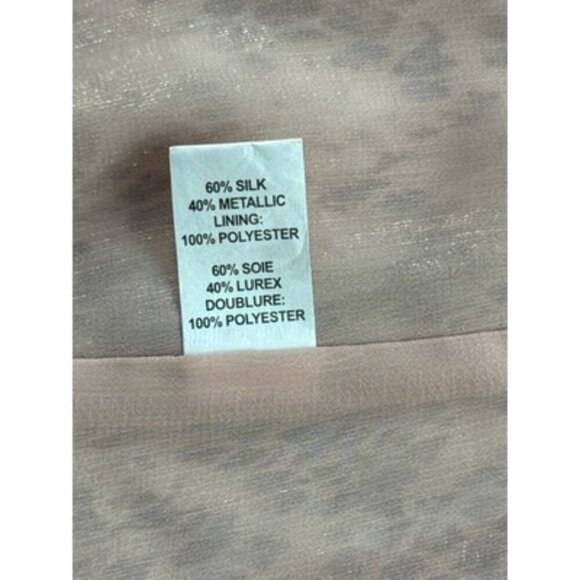 60% SILK
40% METALLIC
LINING:
100% POLYESTER
60% SOIE
40% LUREX
DOUBLURE:
100% POLYESTER